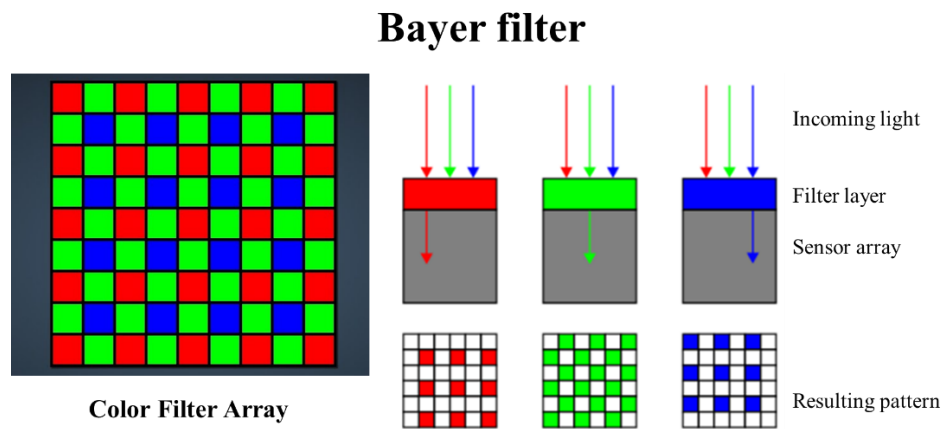 Bayer filter
Incoming light
Filter layer
Sensor array
Color Filter Array
Resulting pattern